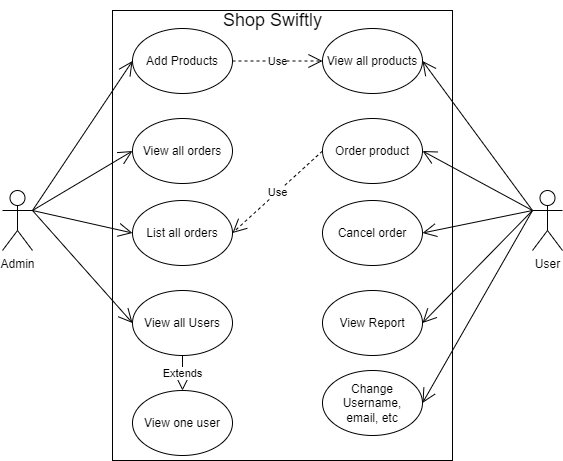 Shop Swiftly
Add Products
Use
View all products
View all orders
Order product
Use
List all orders
Cancel order
Admin
User
View all Users
View Report
Extends
View one user
Change
Username,
email, etc